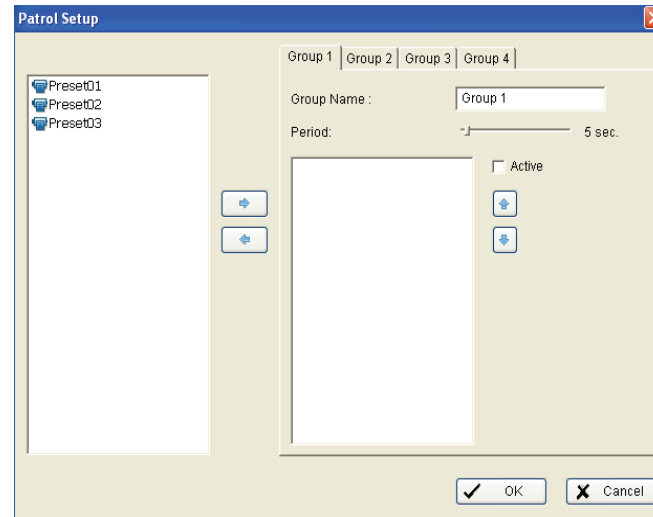 Patrol Setup
Group 1 Group 2 Group 3 Group 4
Preset01
Preset02
Preset03
Group Name : Group 1
Period: 5 sec.
Active
OK Cancel